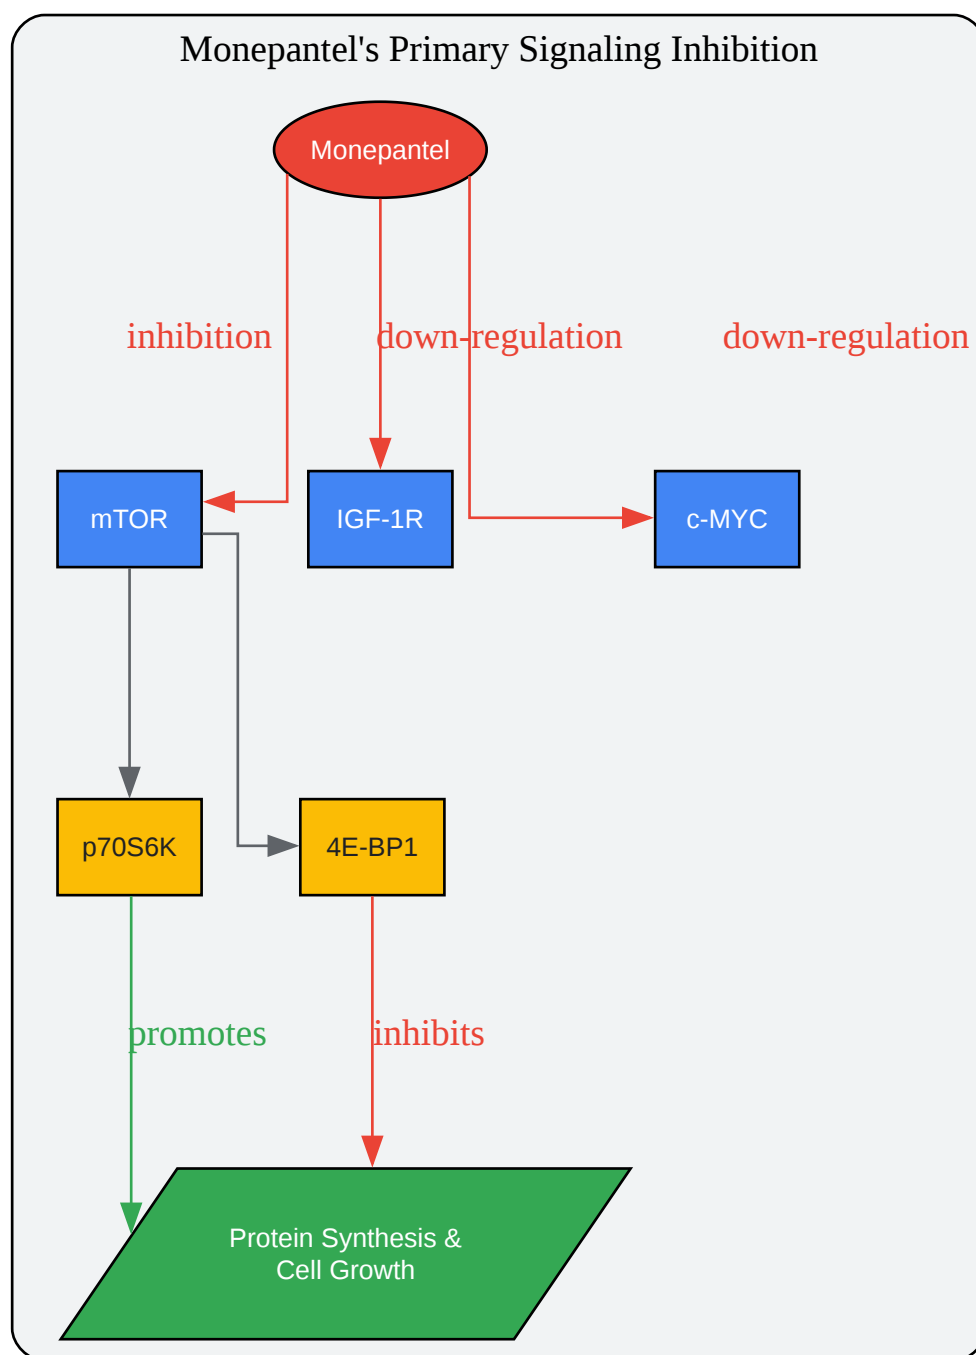 Monepantel's Primary Signaling Inhibition
Monepantel
inhibition
down-regulation
down-regulation
mTOR
IGF-1R
c-MYC
p70S6K
4E-BP1
promotes
inhibits
Protein Synthesis &
Cell Growth